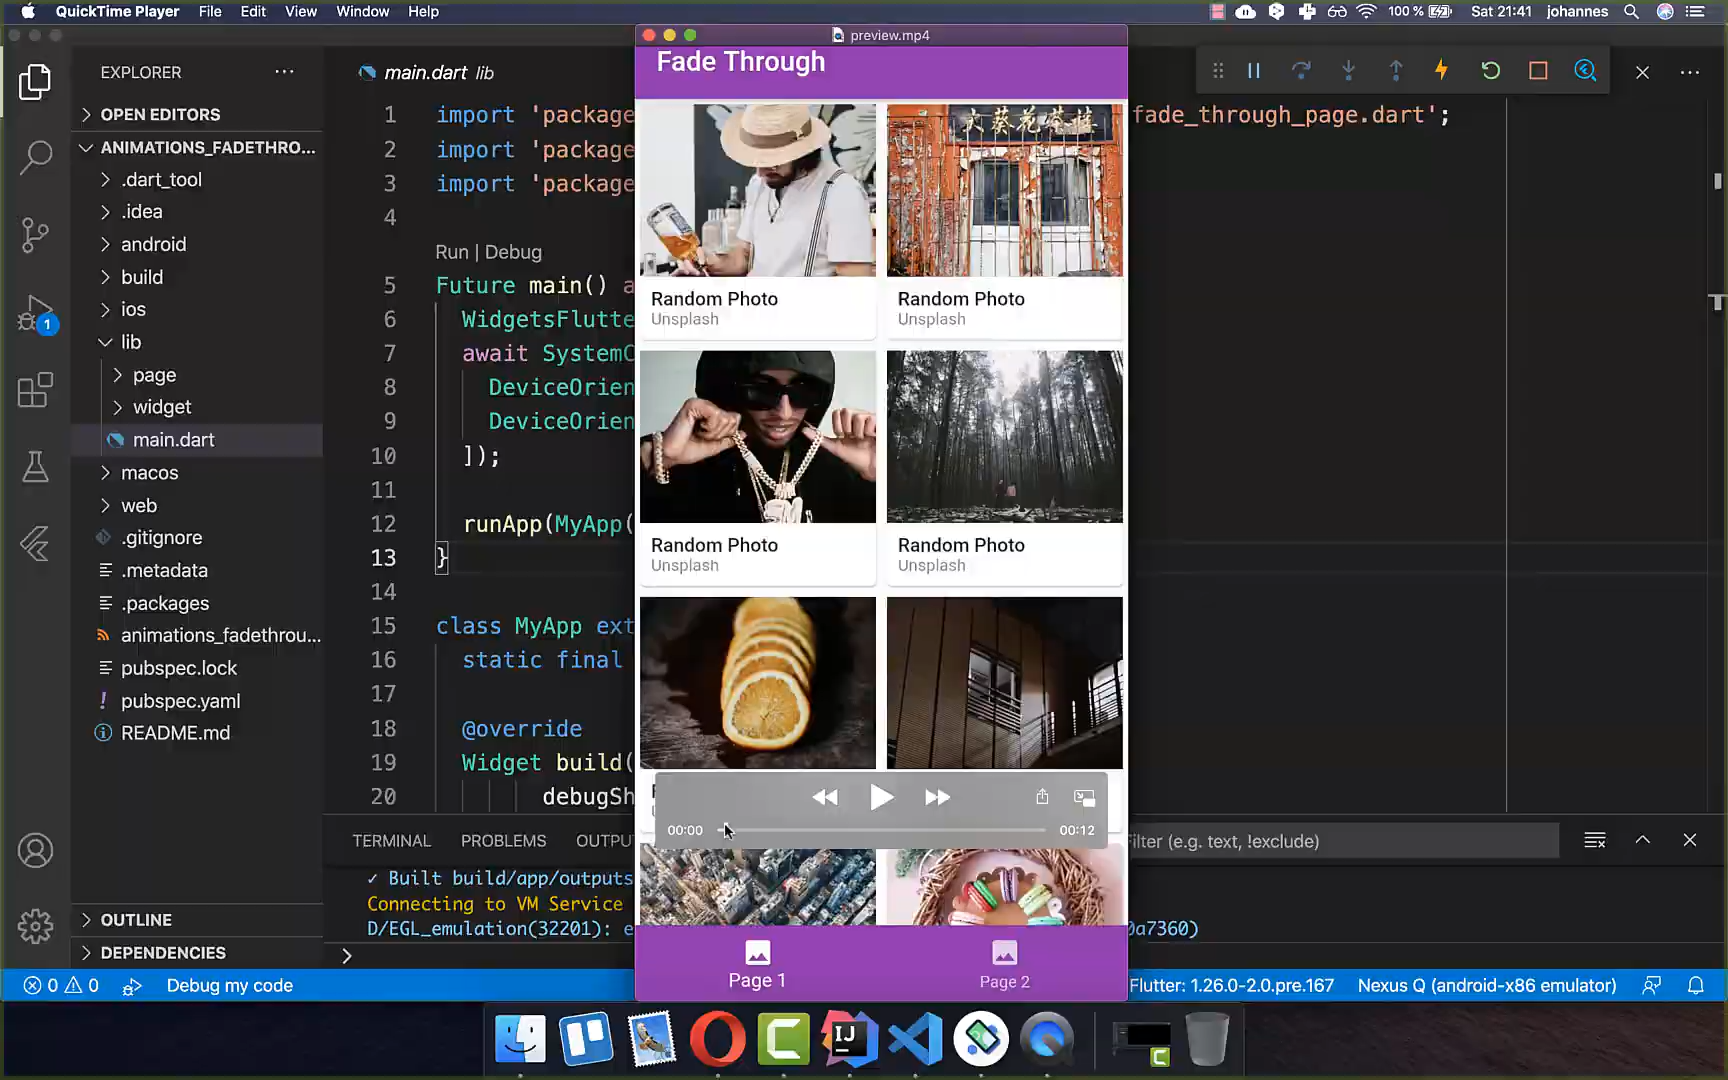 QuickTime Player File Edit View Window Help
100 % Sat 21:41 johannes
preview.mp4
Fade Through
EXPLORER
main.dart lib
OPEN EDITORS
ANIMATIONS_FADETHRO...
.dart_tool
.idea
android
build
ios
1
lib
page
widget
main.dart
macos
web
.gitignore
.metadata
.packages
animations_fadethrou...
pubspec.lock
pubspec.yaml
README.md
OUTLINE
DEPENDENCIES
1 import 'package fade_through_page.dart';
2 import 'package
3 import 'package
4
Run | Debug
5 Future main() a
6 WidgetsFlutte
7 await SystemC
8 DeviceOrien
9 DeviceOrien
10 ]);
11
12 runApp(MyApp(
13 }
14
15 class MyApp ext
16 static final
17
18 @override
19 Widget build(
20 debugSh
Random Photo
Unsplash
Random Photo
Unsplash
Random Photo
Unsplash
Random Photo
Unsplash
00:00 00:12
Page 1
Page 2
TERMINAL PROBLEMS OUTPU
ilter (e.g. text, !exclude)
✓ Built build/app/outputs
Connecting to VM Service
D/EGL_emulation(32201): e 0a7360)
0 0 Debug my code
Flutter: 1.26.0-2.0.pre.167 Nexus Q (android-x86 emulator)
IJ